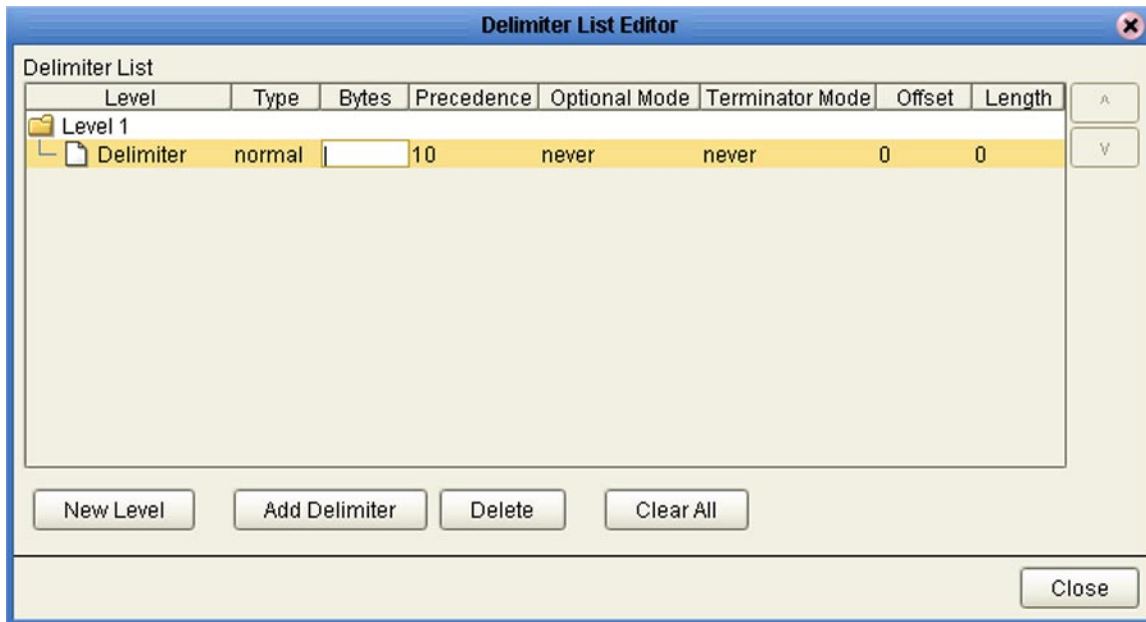 Delimiter List Editor
Delimiter List
Level Type Bytes Precedence Optional Mode Terminator Mode Offset Length
Level 1
Delimiter normal 10 never never 0 0
New Level Add Delimiter Delete Clear All
Close